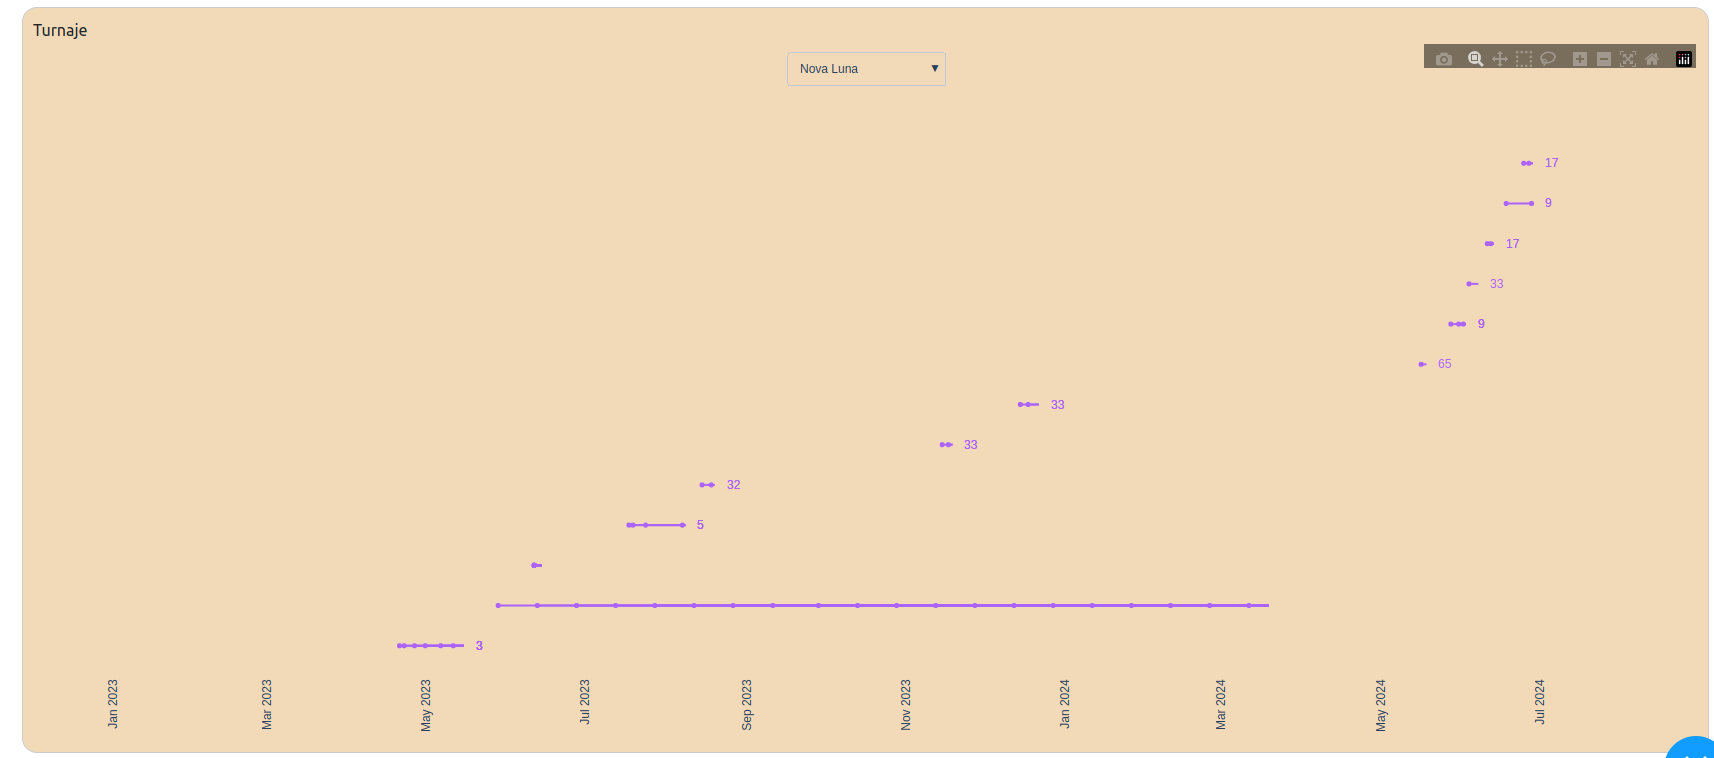 Turnaje
Nova Luna
17
9
17
33
9
65
33
33
32
5
3
Jan 2023
Mar 2023
May 2023
Jul 2023
Sep 2023
Nov 2023
Jan 2024
Mar 2024
May 2024
Jul 2024